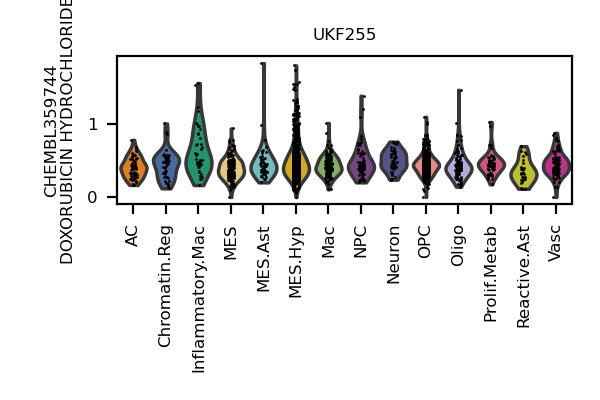 UKF255
CHEMBL359744
DOXORUBICIN HYDROCHLORIDE
1
0
AC
Chromatin.Reg
Inflammatory.Mac
MES
MES.Ast
MES.Hyp
Mac
NPC
Neuron
OPC
Oligo
Prolif.Metab
Reactive.Ast
Vasc